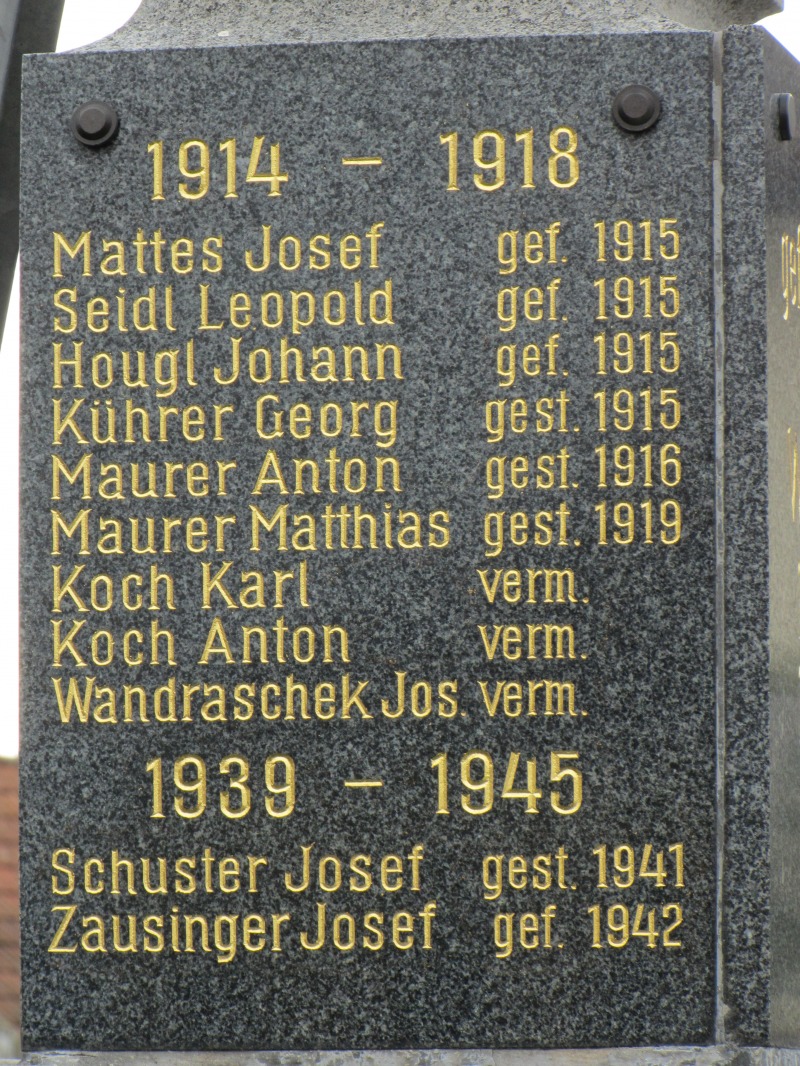 1914 – 1918
Mattes Josef gef. 1915
Seidl Leopold gef. 1915
Hougl Johann gef. 1915
Kührer Georg gest. 1915
Maurer Anton gest. 1916
Maurer Matthias gest. 1919
Koch Karl verm.
Koch Anton verm.
Wandraschek Jos. verm.
1939 – 1945
Schuster Josef gest. 1941
Zausinger Josef gef. 1942